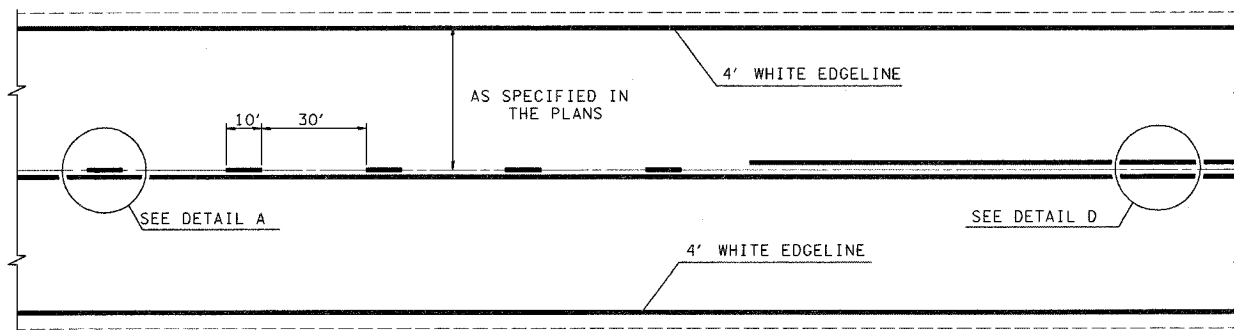 4' WHITE EDGELINE
AS SPECIFIED IN
THE PLANS
10' 30'
SEE DETAIL A
SEE DETAIL D
4' WHITE EDGELINE